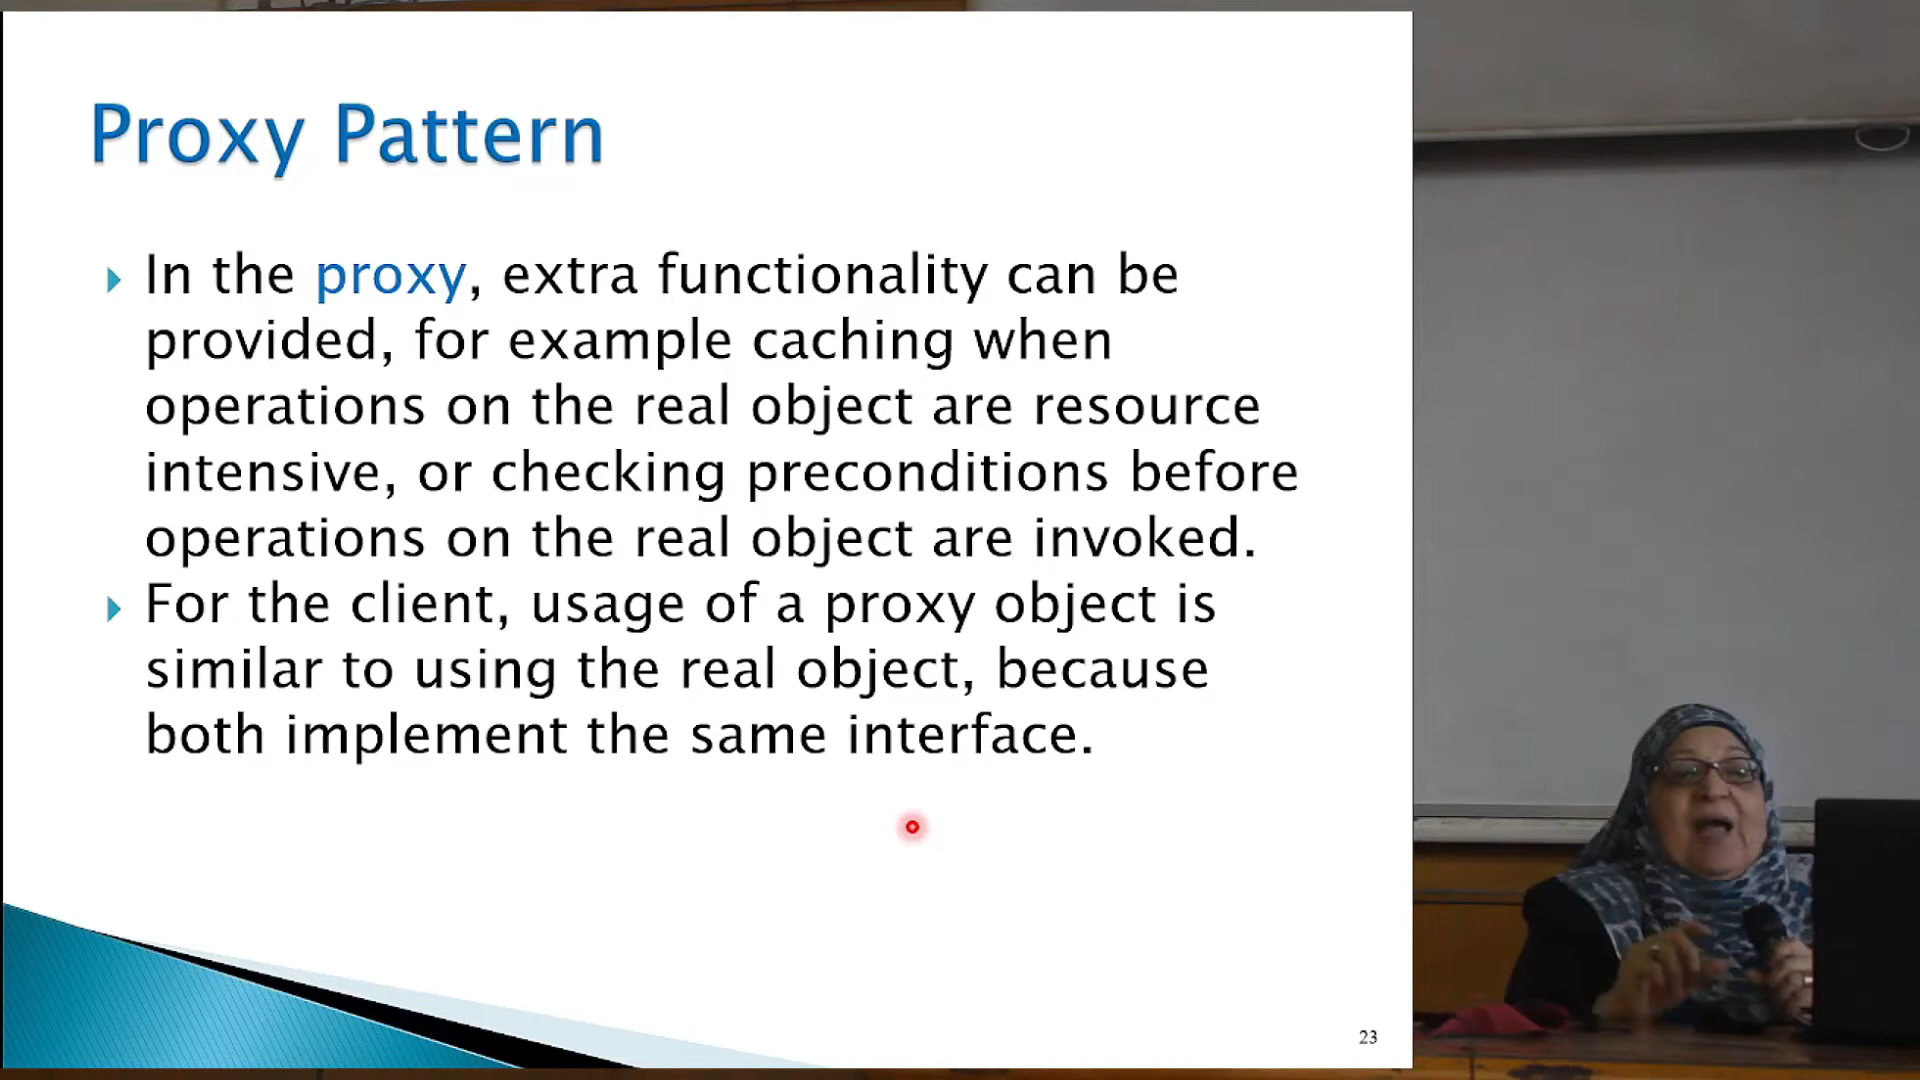 Proxy Pattern
In the proxy, extra functionality can be
provided, for example caching when
operations on the real object are resource
intensive, or checking preconditions before
operations on the real object are invoked.
For the client, usage of a proxy object is
similar to using the real object, because
both implement the same interface.
23